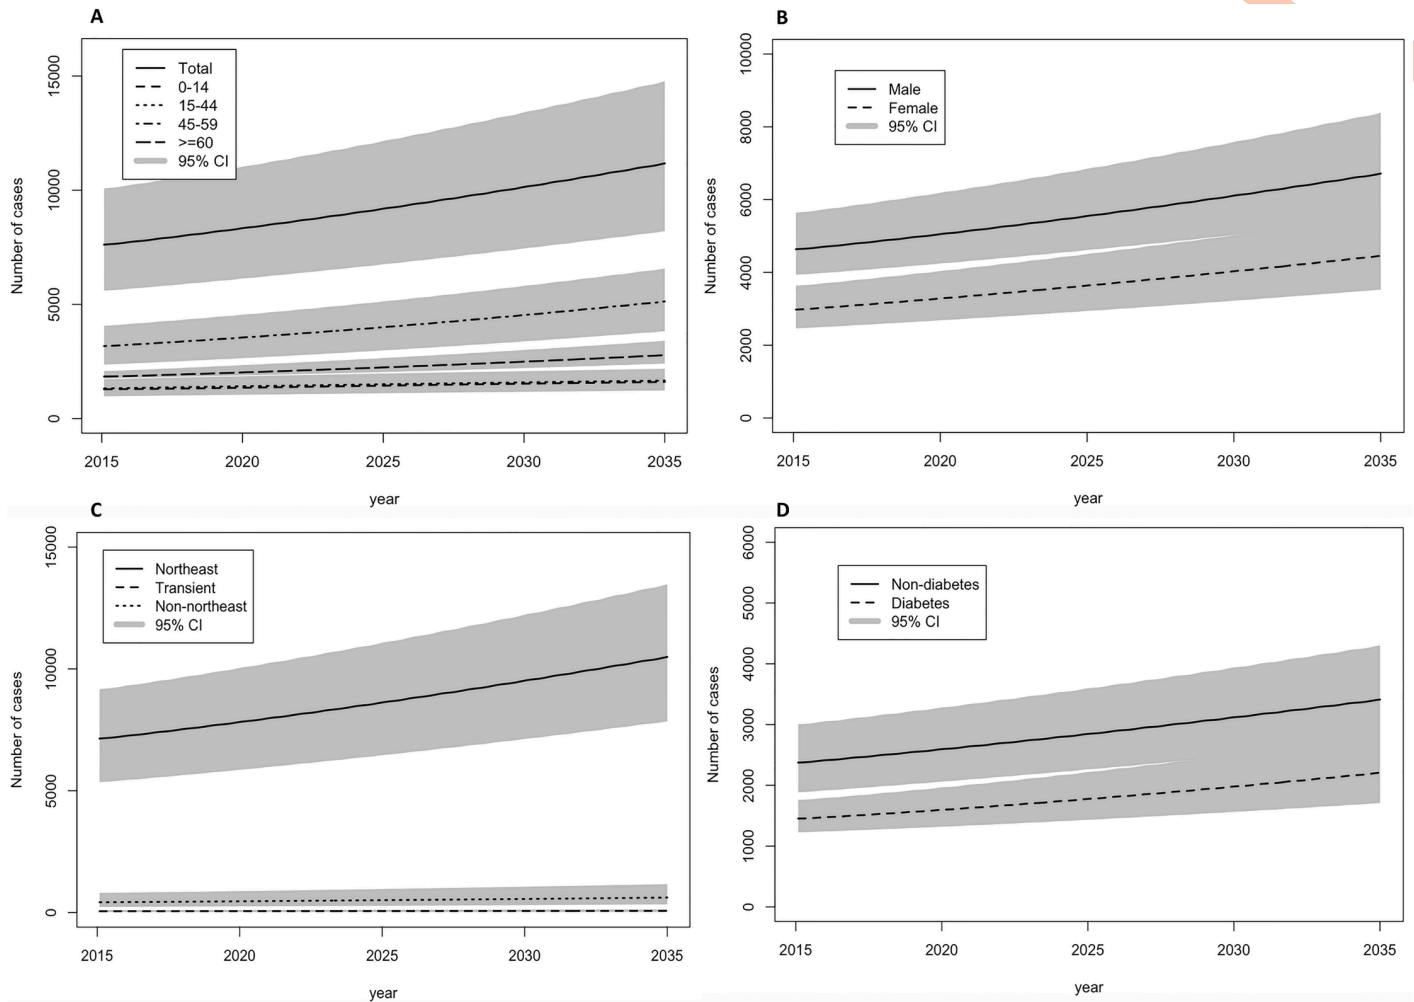 A
Total
0-14
15-44
45-59
>=60
95% CI
Number of cases
15000
10000
5000
0
2015 2020 2025 2030 2035
year
B
Male
Female
95% CI
Number of cases
10000
8000
6000
4000
2000
0
2015 2020 2025 2030 2035
year
C
Northeast
Transient
Non-northeast
95% CI
Number of cases
15000
10000
5000
0
2015 2020 2025 2030 2035
year
D
Non-diabetes
Diabetes
95% CI
Number of cases
6000
5000
4000
3000
2000
1000
0
2015 2020 2025 2030 2035
year